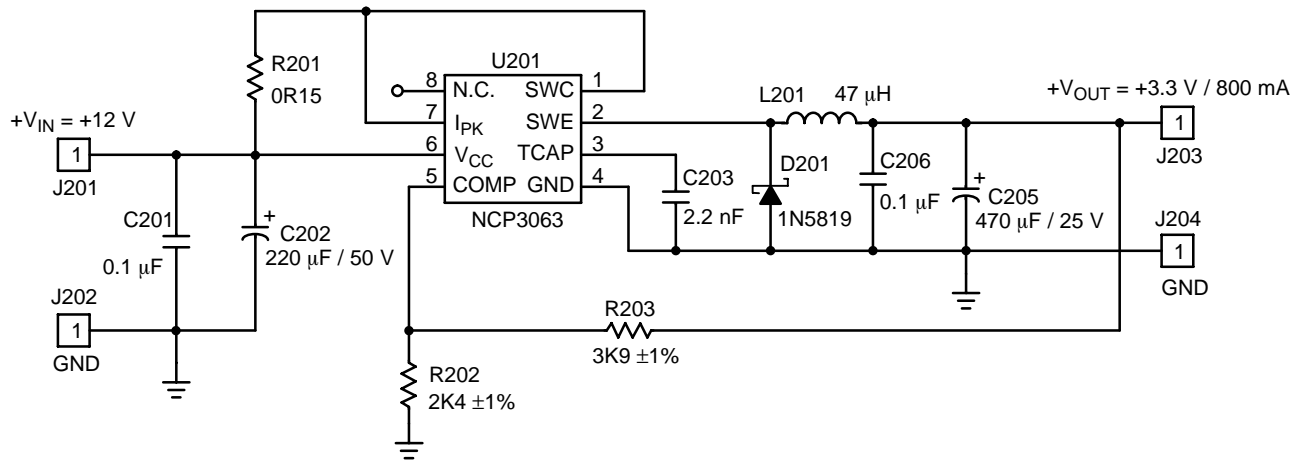 R201
0R15
+VIN = +12 V
1
J201
C201
0.1 μF
+
C202
220 μF / 50 V
J202
1
GND
U201
8 N.C. SWC 1
7 IPK SWE 2
6 VCC TCAP 3
5 COMP GND 4
NCP3063
C203
2.2 nF
L201 47 μH
D201
1N5819
C206
0.1 μF
+
C205
470 μF / 25 V
+VOUT = +3.3 V / 800 mA
1
J203
J204
1
GND
R203
3K9 ±1%
R202
2K4 ±1%